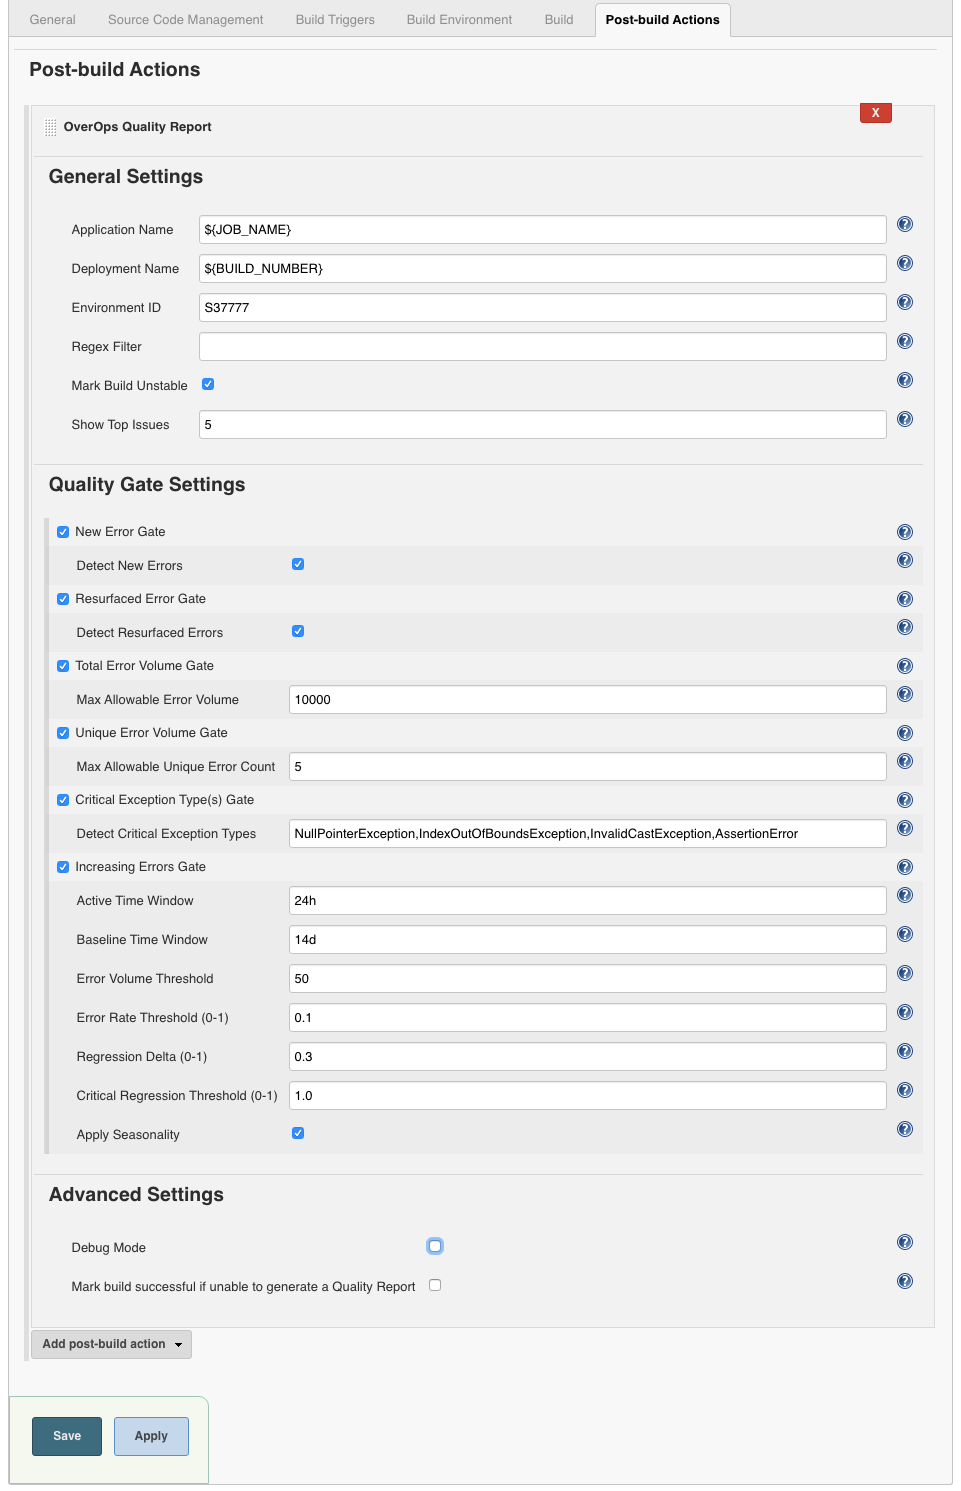 General Source Code Management Build Triggers Build Environment Build Post-build Actions
Post-build Actions
X
OverOps Quality Report
General Settings
Application Name ${JOB_NAME}
Deployment Name ${BUILD_NUMBER}
Environment ID S37777
Regex Filter
Mark Build Unstable
Show Top Issues 5
Quality Gate Settings
New Error Gate
Detect New Errors
Resurfaced Error Gate
Detect Resurfaced Errors
Total Error Volume Gate
Max Allowable Error Volume 10000
Unique Error Volume Gate
Max Allowable Unique Error Count 5
Critical Exception Type(s) Gate
Detect Critical Exception Types NullPointerException,IndexOutOfBoundsException,InvalidCastException,AssertionError
Increasing Errors Gate
Active Time Window 24h
Baseline Time Window 14d
Error Volume Threshold 50
Error Rate Threshold (0-1) 0.1
Regression Delta (0-1) 0.3
Critical Regression Threshold (0-1) 1.0
Apply Seasonality
Advanced Settings
Debug Mode
Mark build successful if unable to generate a Quality Report
Add post-build action
Save Apply